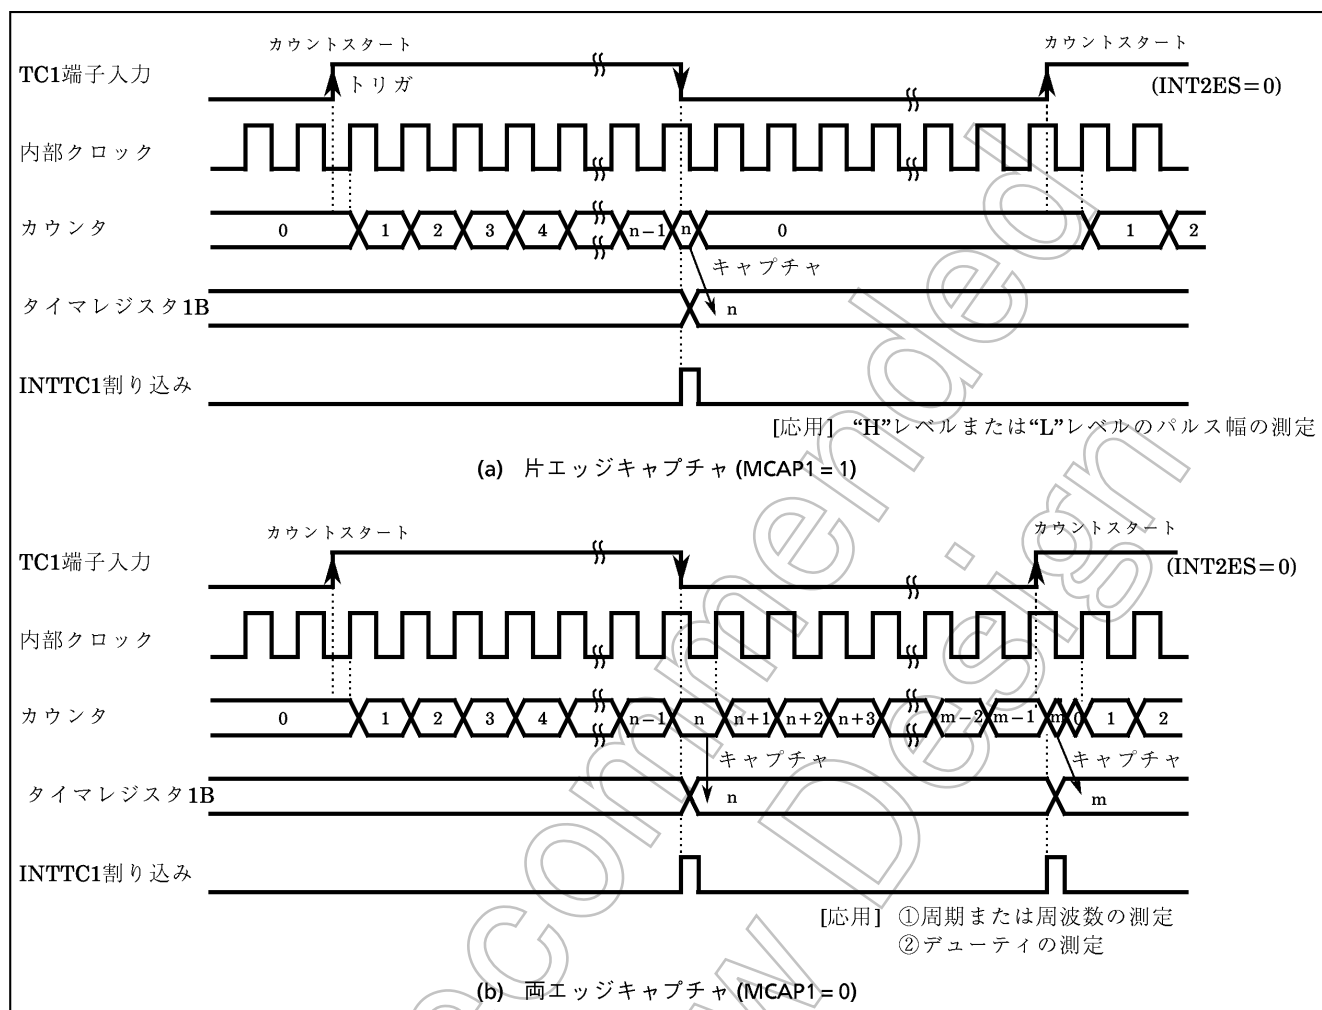 カウントスタート カウントスタート
TC1端子入力 トリガ (INT2ES=0)
内部クロック
カウンタ 0 1 2 3 4 n−1 n 0 1 2
キャプチャ
タイマレジスタ1B n
INTTC1割り込み
[応用] “H”レベルまたは“L”レベルのパルス幅の測定
(a) 片エッジキャプチャ (MCAP1 = 1)
カウントスタート カウントスタート
TC1端子入力 (INT2ES=0)
内部クロック
カウンタ 0 1 2 3 4 n−1 n n+1 n+2 n+3 m−2 m−1 m 0 1 2
キャプチャ キャプチャ
タイマレジスタ1B n m
INTTC1割り込み
[応用] ①周期または周波数の測定
②デューティの測定
(b) 両エッジキャプチャ (MCAP1 = 0)
ecommended
w Design